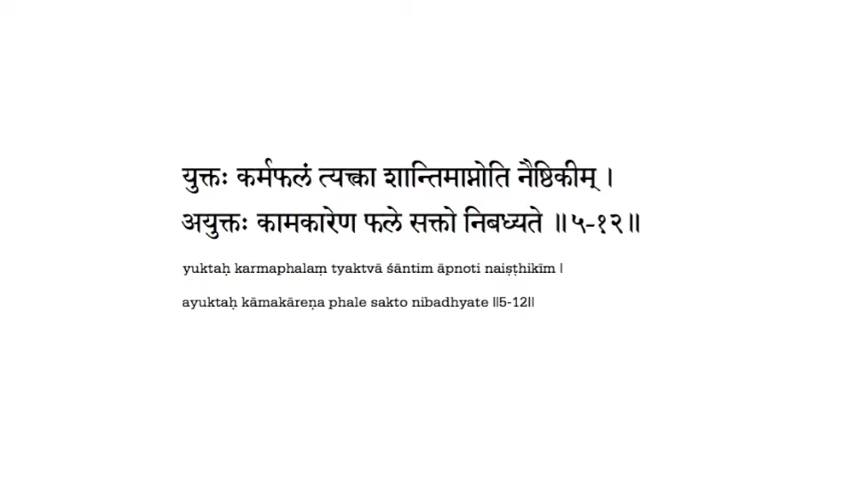 युक्तः कर्मफलं त्यक्त्वा शान्तिमाप्नोति नैष्ठिकीम् ।
अयुक्तः कामकारेण फले सक्तो निबध्यते ॥५-१२॥
yuktaḥ karmaphalaṃ tyaktvā śāntim āpnoti naiṣṭhikīm |
ayuktaḥ kāmakāreṇa phale sakto nibadhyate ||5-12||